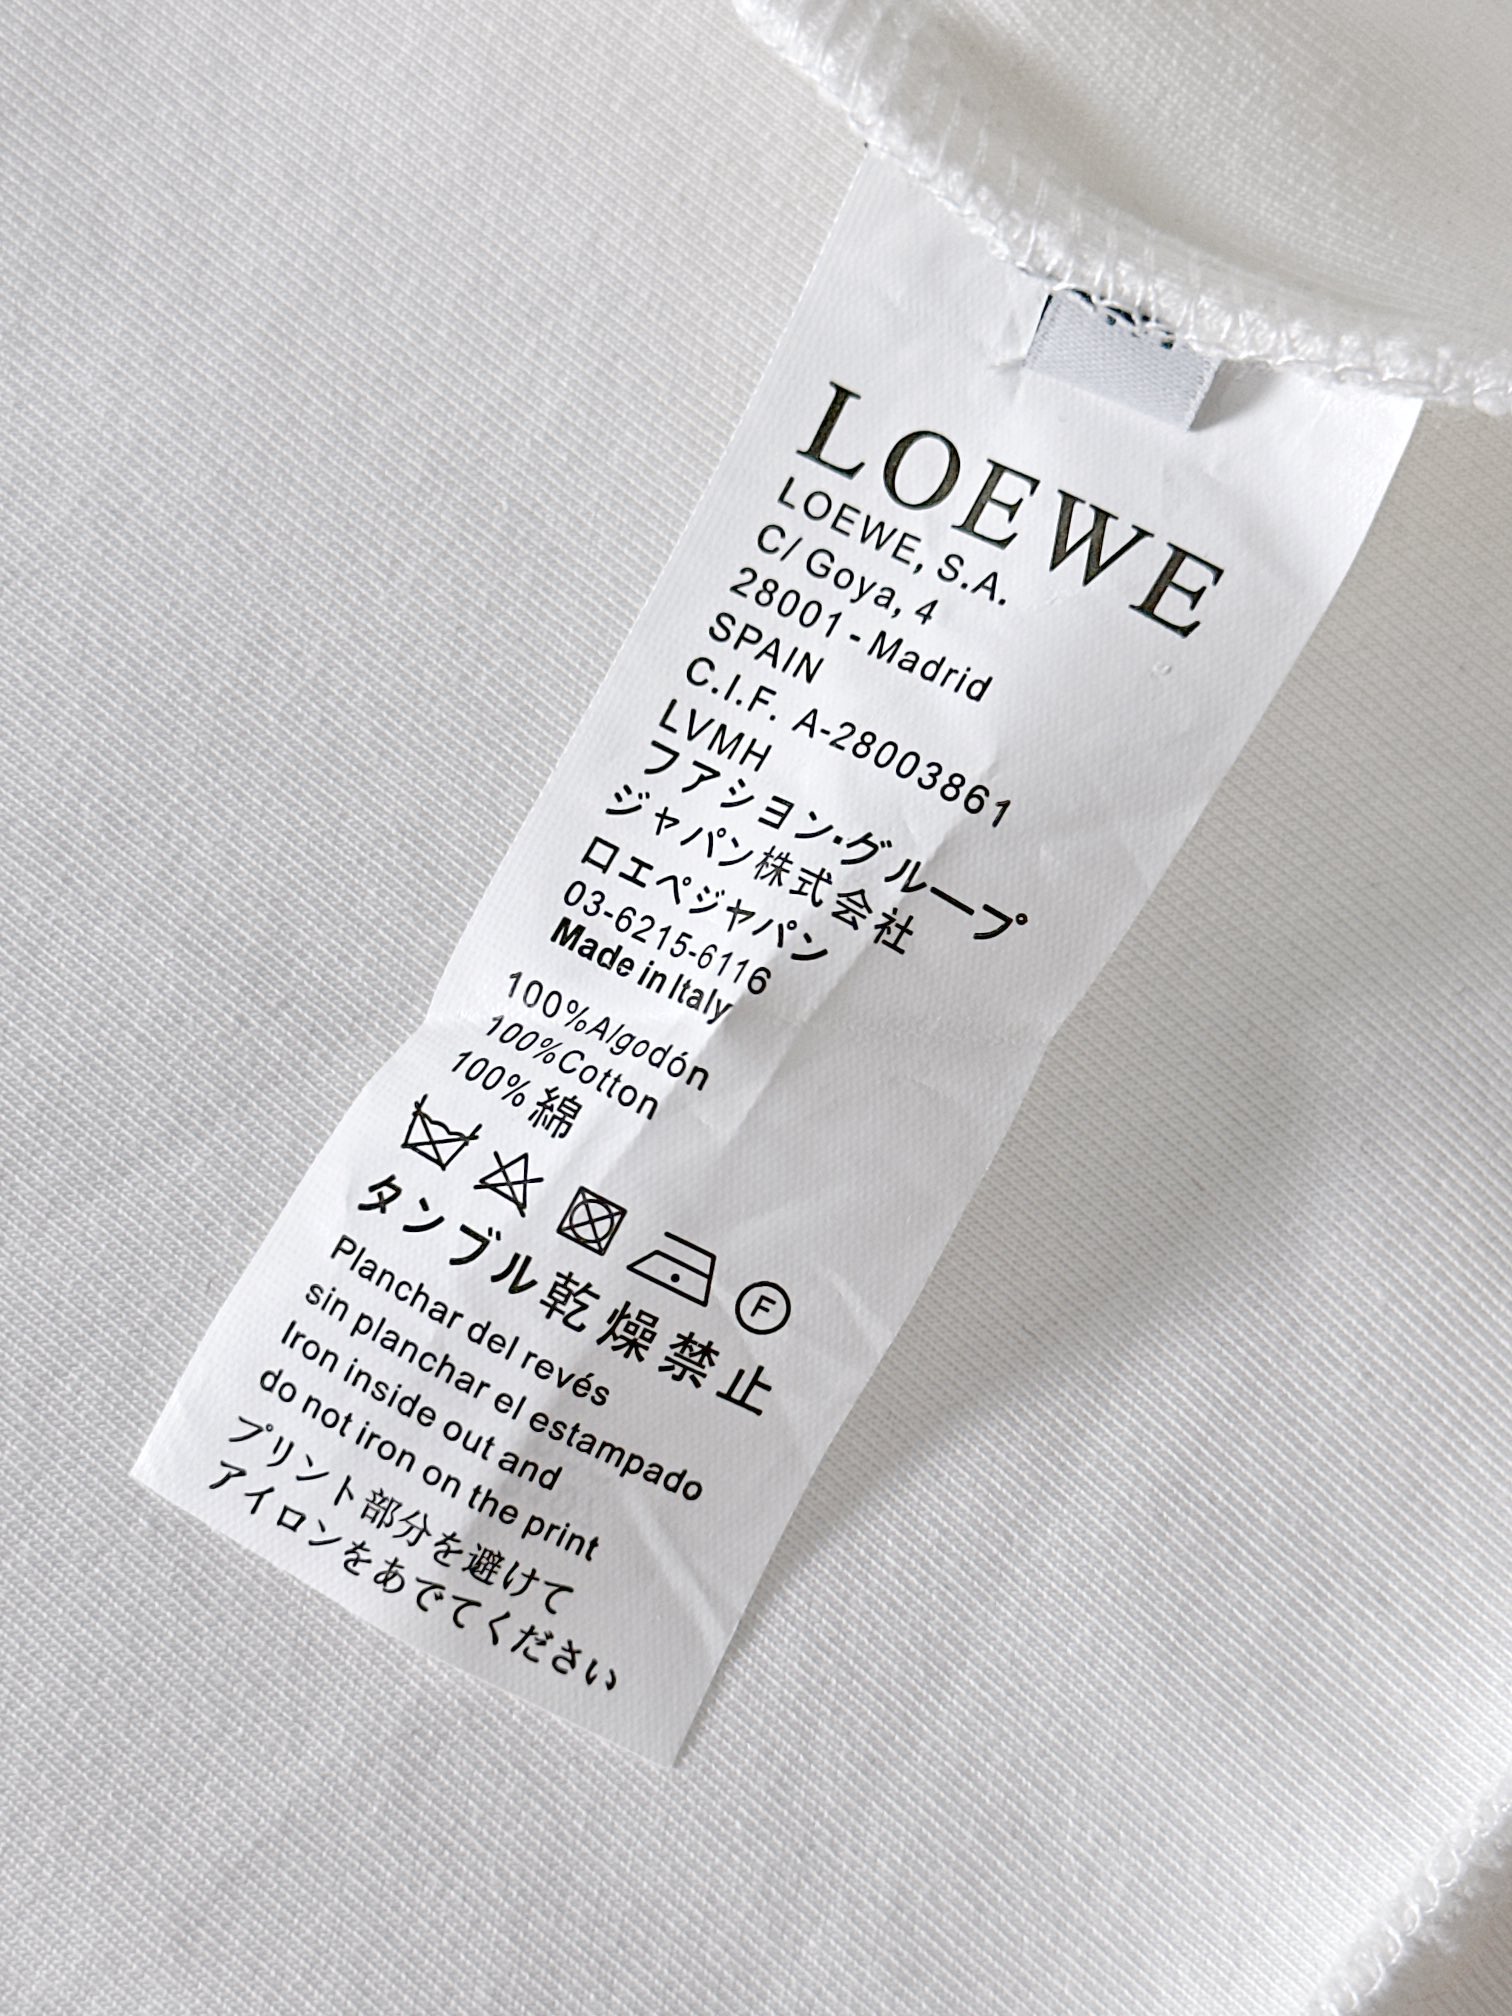 LOEWE
LOEWE, S.A.
C/ Goya, 4
28001 - Madrid
SPAIN
C.I.F. A-28003861
LVMH
フアシヨン・グループ
ジャパン株式会社
ロエペジヤパン
03-6215-6116
Made in Italy
100%Algodón
100%Cotton
100% 綿
F
タンブル乾燥禁止
Planchar del revés
sin planchar el estampado
Iron inside out and
do not iron on the print
プリント部分を避けて
アイロンをあでてください